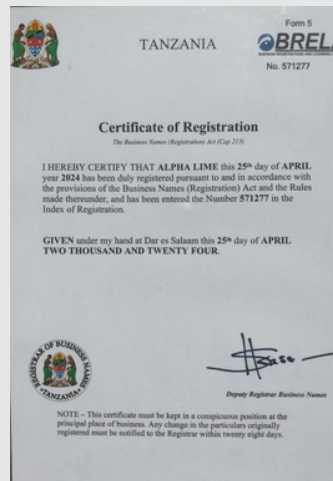 Form 5
TANZANIA
BRELA
No. 571277
Certificate of Registration
The Business Names (Registration) Act (Cap 213)
I HEREBY CERTIFY THAT ALPHA LIME this 25th day of APRIL
year 2024 has been duly registered pursuant to and in accordance with
the provisions of the Business Names (Registration) Act and the Rules
made thereunder, and has been entered the Number 571277 in the
Index of Registration.
GIVEN under my hand at Dar es Salaam this 25th day of APRIL
TWO THOUSAND AND TWENTY FOUR.
REGISTRAR OF BUSINESS NAMES
TANZANIA
Deputy Registrar Business Names
NOTE – This certificate must be kept in a conspicuous position at the
principal place of business. Any change in the particulars originally
registered must be notified to the Registrar within twenty eight days.